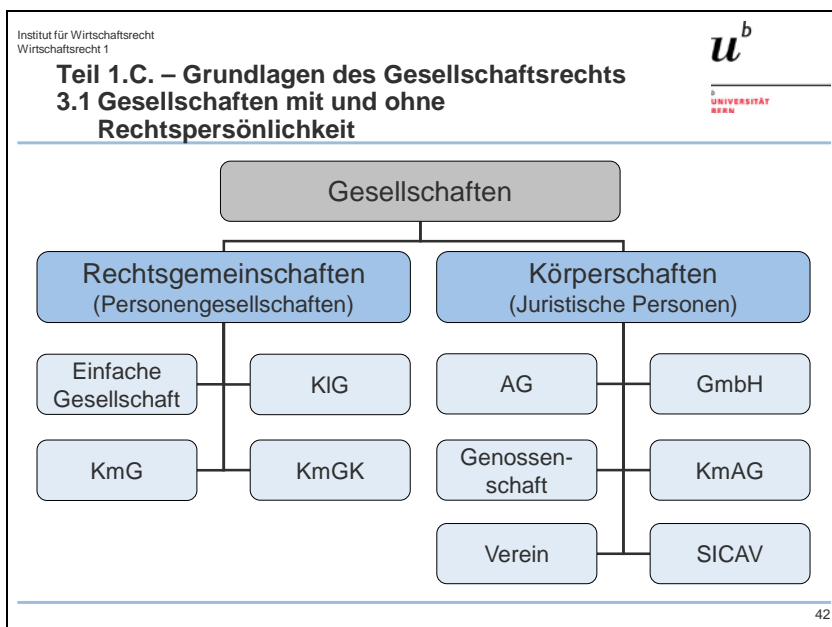 Institut für Wirtschaftsrecht
Wirtschaftsrecht 1
Teil 1.C. – Grundlagen des Gesellschaftsrechts
3.1 Gesellschaften mit und ohne
Rechtspersönlichkeit
u^b
b
UNIVERSITÄT
BERN
Gesellschaften
Rechtsgemeinschaften
(Personengesellschaften)
Körperschaften
(Juristische Personen)
Einfache
Gesellschaft
KlG
AG
GmbH
KmG
KmGK
Genossen-
schaft
KmAG
Verein
SICAV
42